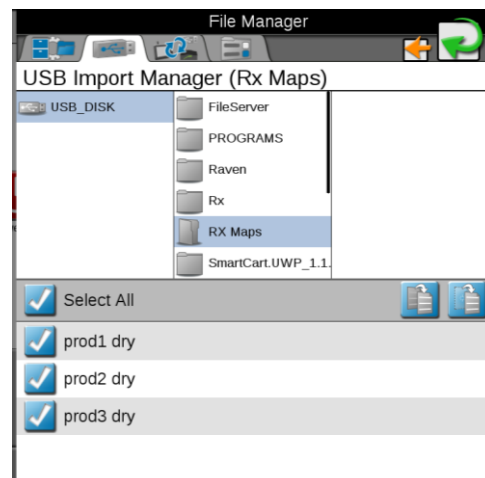 File Manager
USB Import Manager (Rx Maps)
USB_DISK
FileServer
PROGRAMS
Raven
Rx
RX Maps
SmartCart.UWP_1.1.
Select All
prod1 dry
prod2 dry
prod3 dry